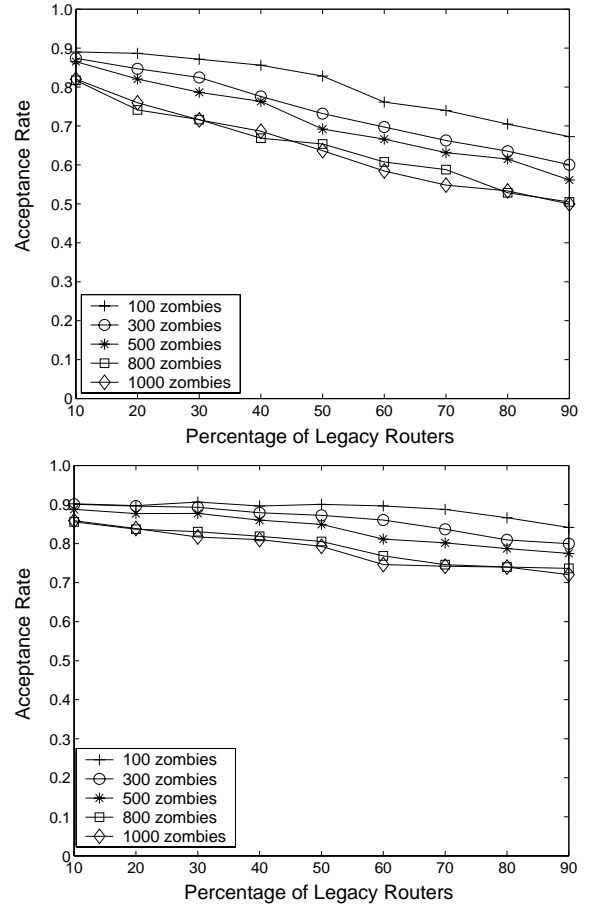 1.0
0.9
0.8
0.7
0.6
0.5
0.4
0.3
0.2
0.1
0
Acceptance Rate
100 zombies
300 zombies
500 zombies
800 zombies
1000 zombies
10 20 30 40 50 60 70 80 90
Percentage of Legacy Routers
1.0
0.9
0.8
0.7
0.6
0.5
0.4
0.3
0.2
0.1
0
Acceptance Rate
100 zombies
300 zombies
500 zombies
800 zombies
1000 zombies
10 20 30 40 50 60 70 80 90
Percentage of Legacy Routers